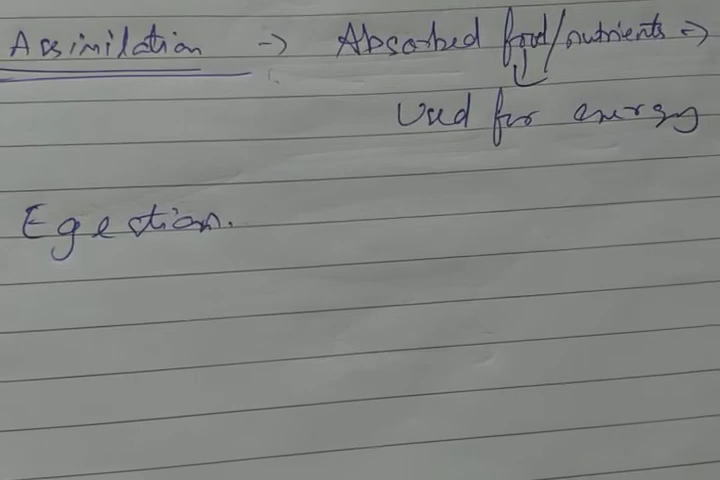 Assimilation -> Absorbed food/nutrients =>
↓
Used for energy
Egestion.